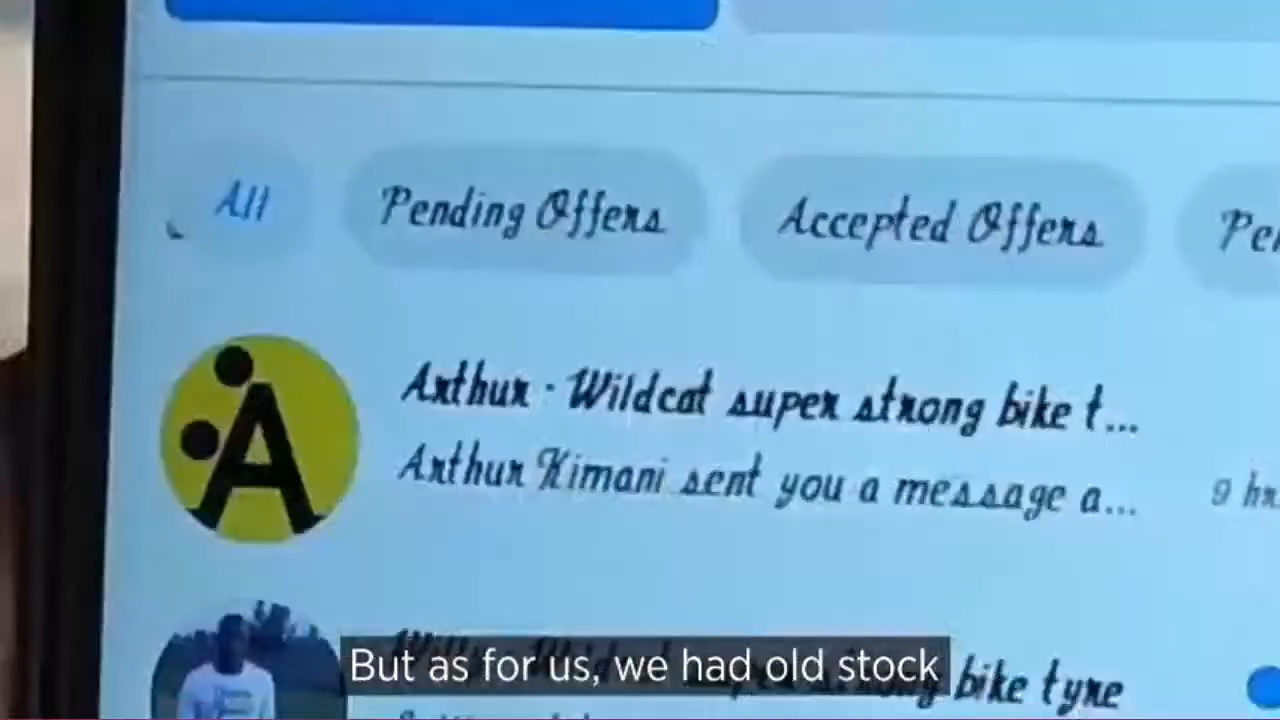 All Pending Offers Accepted Offers Per
Arthur · Wildcat super strong bike t...
Arthur Kimani sent you a message a... 9 hr
A
bike tyre
But as for us, we had old stock